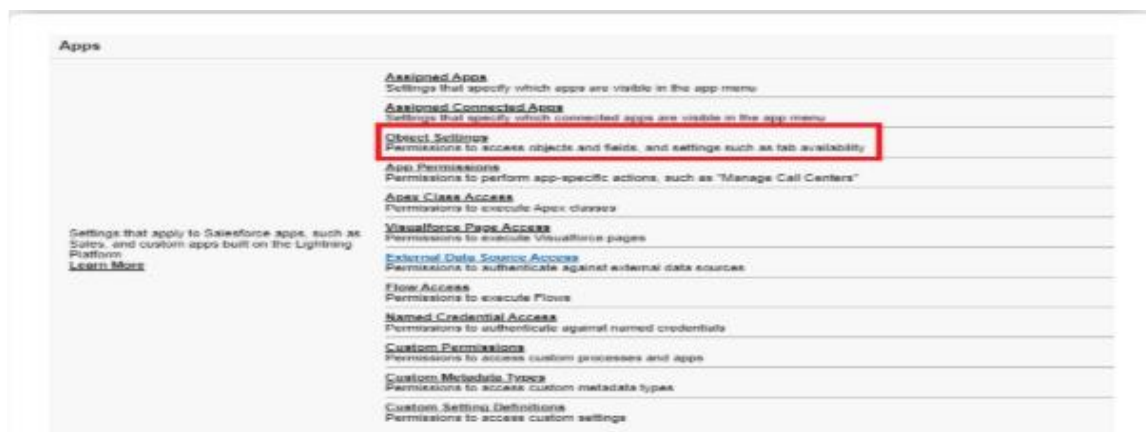 Apps
Assigned Apps
Settings that specify which apps are visible in the app menu
Assigned Connected Apps
Settings that specify which connected apps are visible in the app menu
Object Settings
Permissions to access objects and fields, and settings such as tab availability
App Permissions
Permissions to perform app-specific actions, such as "Manage Call Centers"
Apex Class Access
Permissions to execute Apex classes
Settings that apply to Salesforce apps, such as
Sales, and custom apps built on the Lightning
Platform
Learn More
Visualforce Page Access
Permissions to execute Visualforce pages
External Data Source Access
Permissions to authenticate against external data sources
Flow Access
Permissions to execute Flows
Named Credential Access
Permissions to authenticate against named credentials
Custom Permissions
Permissions to access custom processes and apps
Custom Metadata Types
Permissions to access custom metadata types
Custom Setting Definitions
Permissions to access custom settings